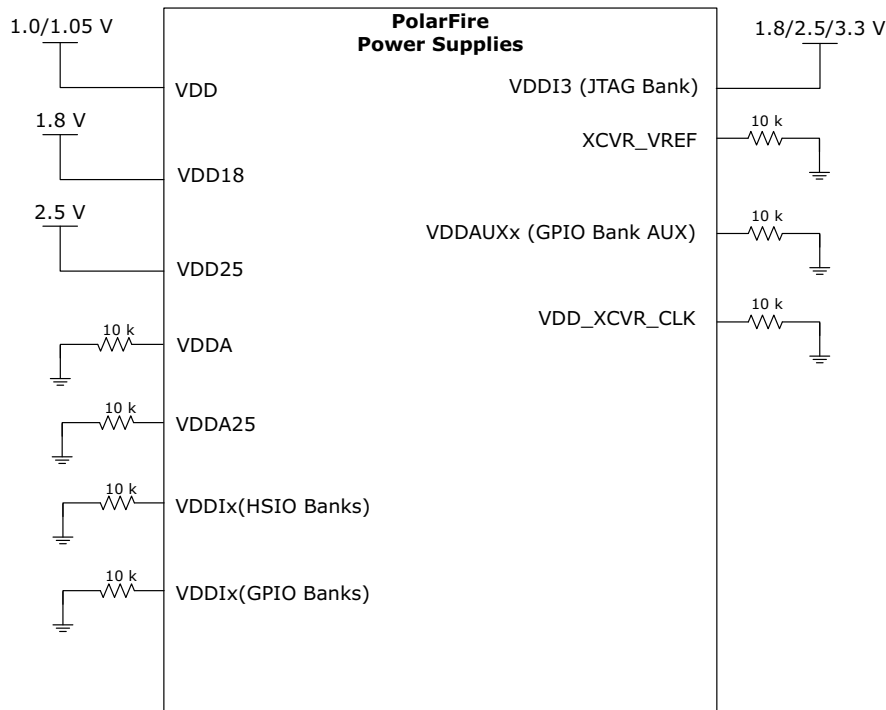 PolarFire
Power Supplies
1.0/1.05 V
VDD
1.8 V
VDD18
2.5 V
VDD25
10 k
VDDA
10 k
VDDA25
10 k
VDDIx(HSIO Banks)
10 k
VDDIx(GPIO Banks)
1.8/2.5/3.3 V
VDDI3 (JTAG Bank)
10 k
XCVR_VREF
10 k
VDDAUXx (GPIO Bank AUX)
10 k
VDD_XCVR_CLK